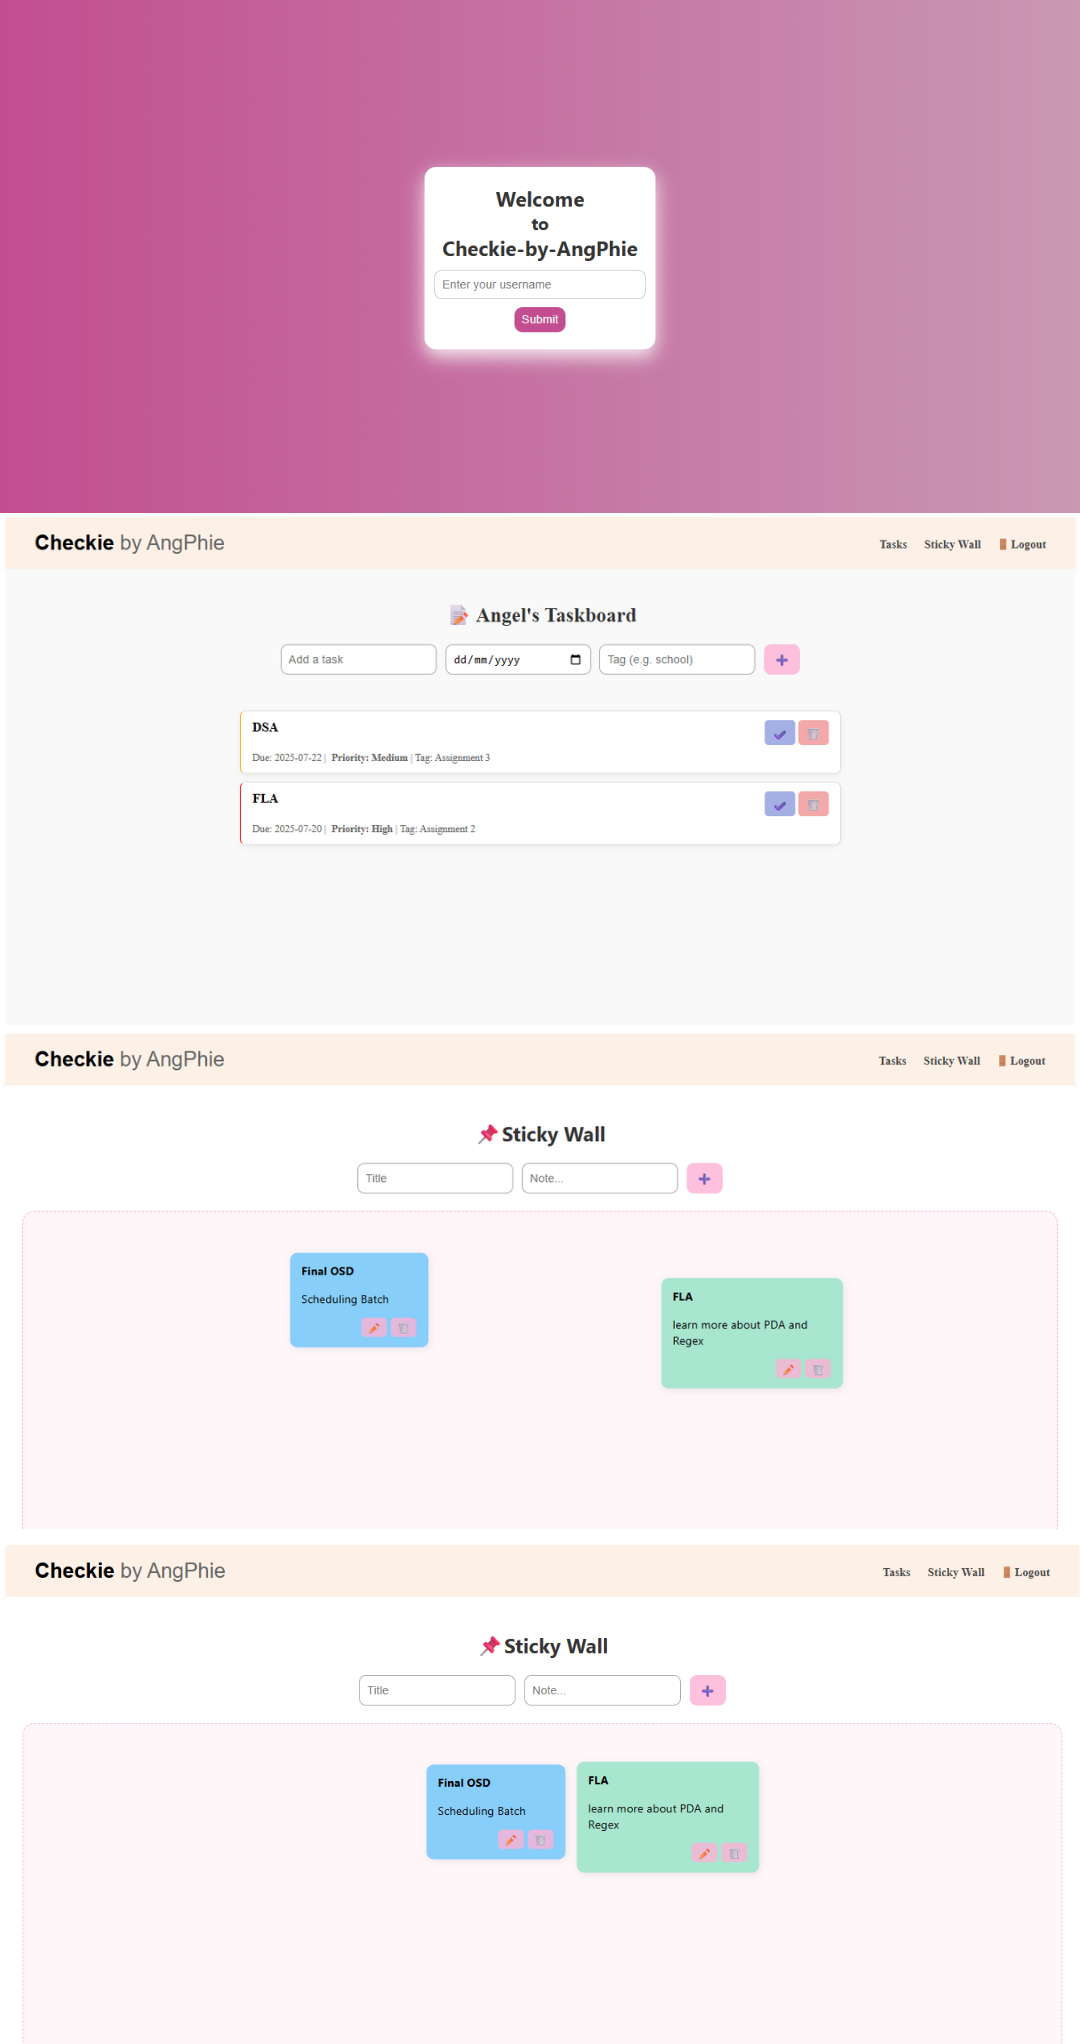 Welcome
to
Checkie-by-AngPhie
Enter your username
Submit
Checkie by AngPhie
Tasks
Sticky Wall
Logout
Angel's Taskboard
Add a task
dd/mm/yyyy
Tag (e.g. school)
DSA
Due: 2025-07-22 | Priority: Medium | Tag: Assignment 3
FLA
Due: 2025-07-20 | Priority: High | Tag: Assignment 2
Checkie by AngPhie
Tasks
Sticky Wall
Logout
Sticky Wall
Title
Note...
Final OSD
Scheduling Batch
FLA
learn more about PDA and
Regex
Checkie by AngPhie
Tasks
Sticky Wall
Logout
Sticky Wall
Title
Note...
Final OSD
Scheduling Batch
FLA
learn more about PDA and
Regex